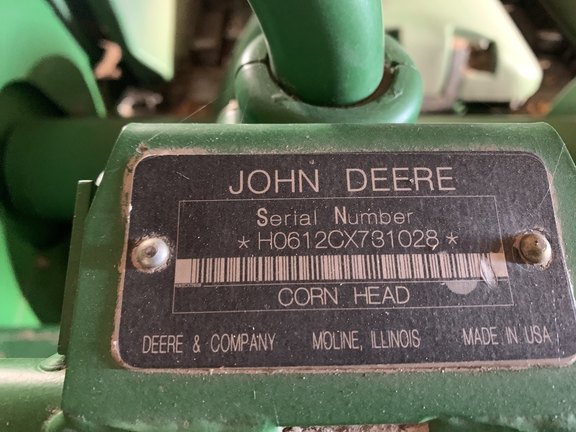 JOHN DEERE
Serial Number
*H0612CX731028*
CORN HEAD
DEERE & COMPANY MOLINE, ILLINOIS MADE IN USA